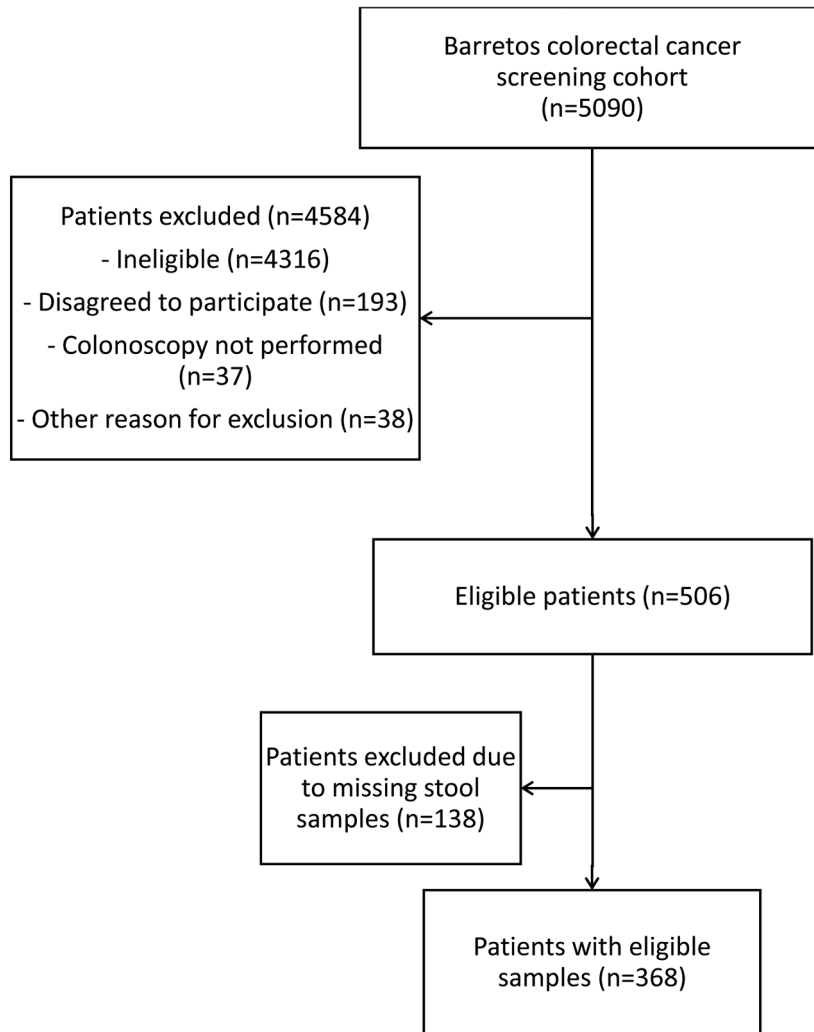 Barretos colorectal cancer
screening cohort
(n=5090)
Patients excluded (n=4584)
- Ineligible (n=4316)
- Disagreed to participate (n=193)
- Colonoscopy not performed
(n=37)
- Other reason for exclusion (n=38)
Eligible patients (n=506)
Patients excluded due
to missing stool
samples (n=138)
Patients with eligible
samples (n=368)